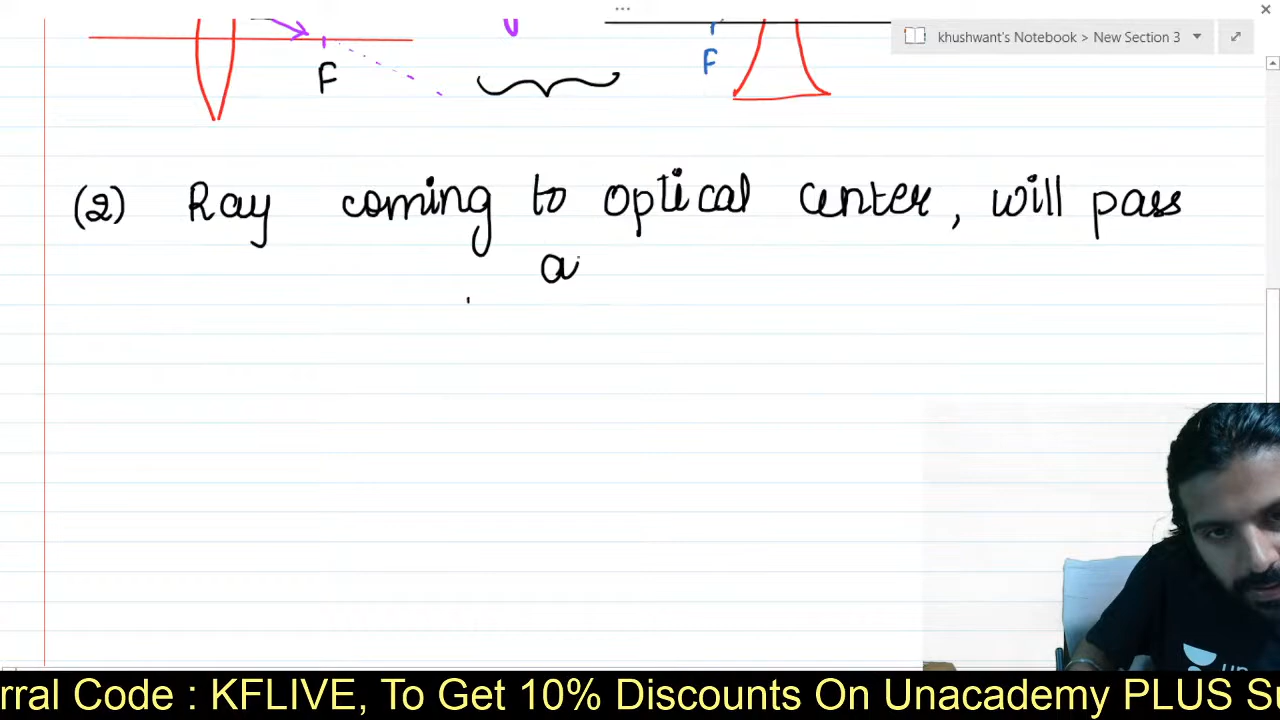 khushwant's Notebook > New Section 3
F
F
(2) Ray coming to optical center, will pass
a
un
rral Code : KFLIVE, To Get 10% Discounts On Unacademy PLUS Su